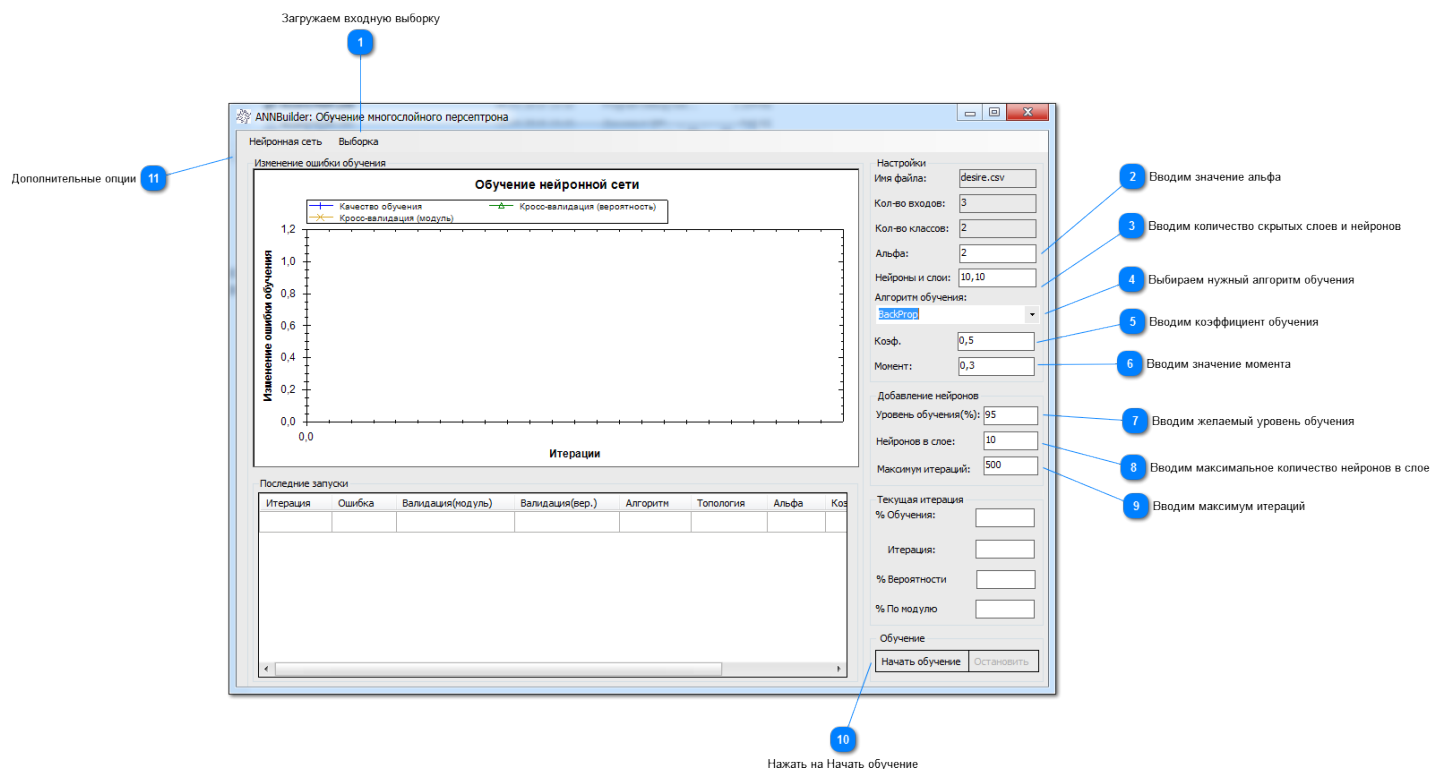 Загружаем входную выборку
1
ANNBuilder: Обучение многослойного персептрона
Нейронная сеть Выборка
11 Дополнительные опции
Изменение ошибки обучения
Обучение нейронной сети
Качество обучения
Кросс-валидация (вероятность)
Кросс-валидация (модуль)
Изменение ошибки обучения
1,2
1,0
0,8
0,6
0,4
0,2
0,0
0,0
Итерации
Последние запуски
Итерация Ошибка Валидация(модуль) Валидация(вер.) Алгоритм Топология Альфа Коэ
Настройки
Имя файла: desire.csv
Кол-во входов: 3
Кол-во классов: 2
Альфа: 2
Нейроны и слои: 10,10
Алгоритм обучения:
BackProp
Коэф. 0,5
Момент: 0,3
Добавление нейронов
Уровень обучения(%): 95
Нейронов в слое: 10
Максимум итераций: 500
Текущая итерация
% Обучения:
Итерация:
% Вероятности
% По модулю
Обучение
Начать обучение Остановить
2 Вводим значение альфа
3 Вводим количество скрытых слоев и нейронов
4 Выбираем нужный алгоритм обучения
5 Вводим коэффициент обучения
6 Вводим значение момента
7 Вводим желаемый уровень обучения
8 Вводим максимальное количество нейронов в слое
9 Вводим максимум итераций
10
Нажать на Начать обучение